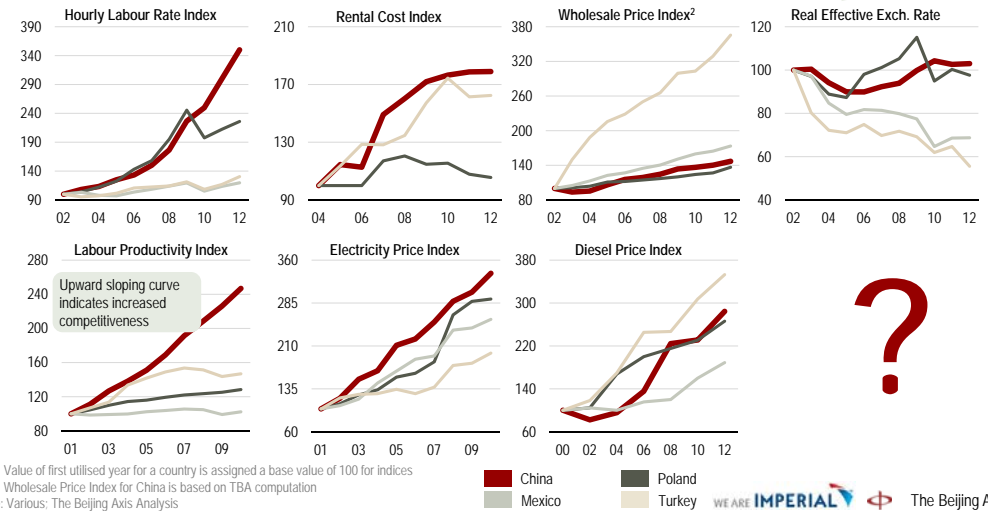 Hourly Labour Rate Index
390
340
290
240
190
140
90
02 04 06 08 10 12
Rental Cost Index
210
170
130
90
04 06 08 10 12
Wholesale Price Index2
380
320
260
200
140
80
02 04 06 08 10 12
Real Effective Exch. Rate
120
100
80
60
40
02 04 06 08 10 12
Labour Productivity Index
280
240
200
160
120
80
01 03 05 07 09
Upward sloping curve
indicates increased
competitiveness
Electricity Price Index
360
285
210
135
60
01 03 05 07 09
Diesel Price Index
380
300
220
140
60
00 02 04 06 08 10 12
?
Value of first utilised year for a country is assigned a base value of 100 for indices
Wholesale Price Index for China is based on TBA computation
: Various; The Beijing Axis Analysis
China
Poland
Mexico
Turkey
WE ARE IMPERIAL
The Beijing A